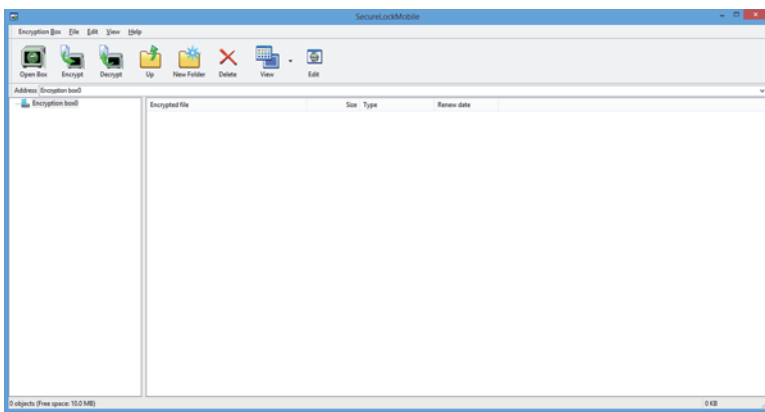 SecureLockMobile
Encryption Box File Edit View Help
Open Box Encrypt Decrypt Up New Folder Delete View Edit
Address Encryption box0
Encryption box0
Encrypted file Size Type Renew date
0 objects (Free space: 10.0 MB) 0 KB